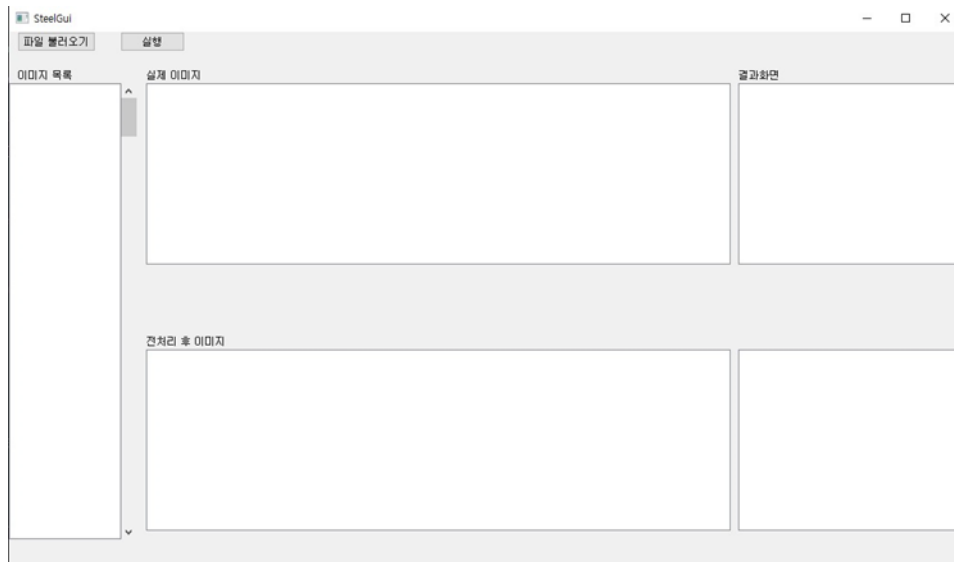 SteelGui
파일 불러오기 실행
이미지 목록
실제 이미지
결과화면
전처리 후 이미지